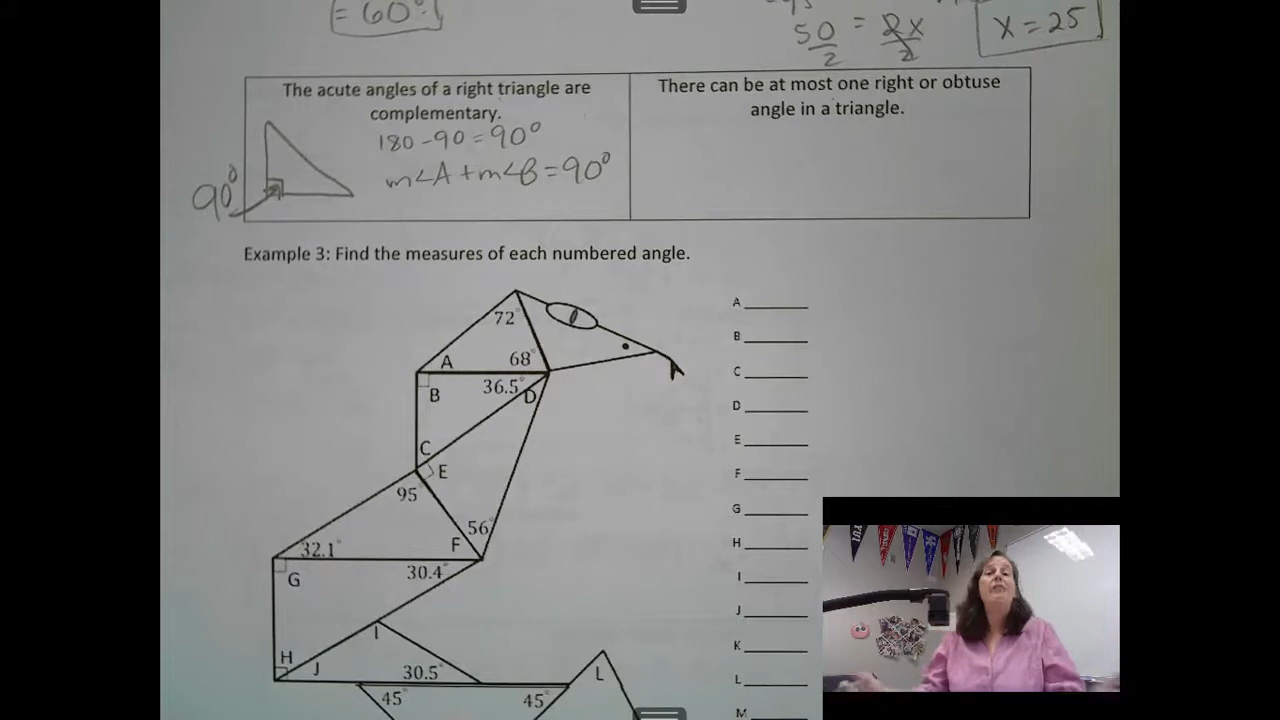 = 60°
50 = 2x
2 2
x = 25
The acute angles of a right triangle are
complementary.
180 - 90 = 90°
m∠A + m∠B = 90°
90°
There can be at most one right or obtuse
angle in a triangle.
Example 3: Find the measures of each numbered angle.
72°
A 68°
B 36.5° D
C
E
95
56°
32.1° F
G 30.4°
I
H J 30.5°
45° 45° L
A
B
C
D
E
F
G
H
I
J
K
L
M